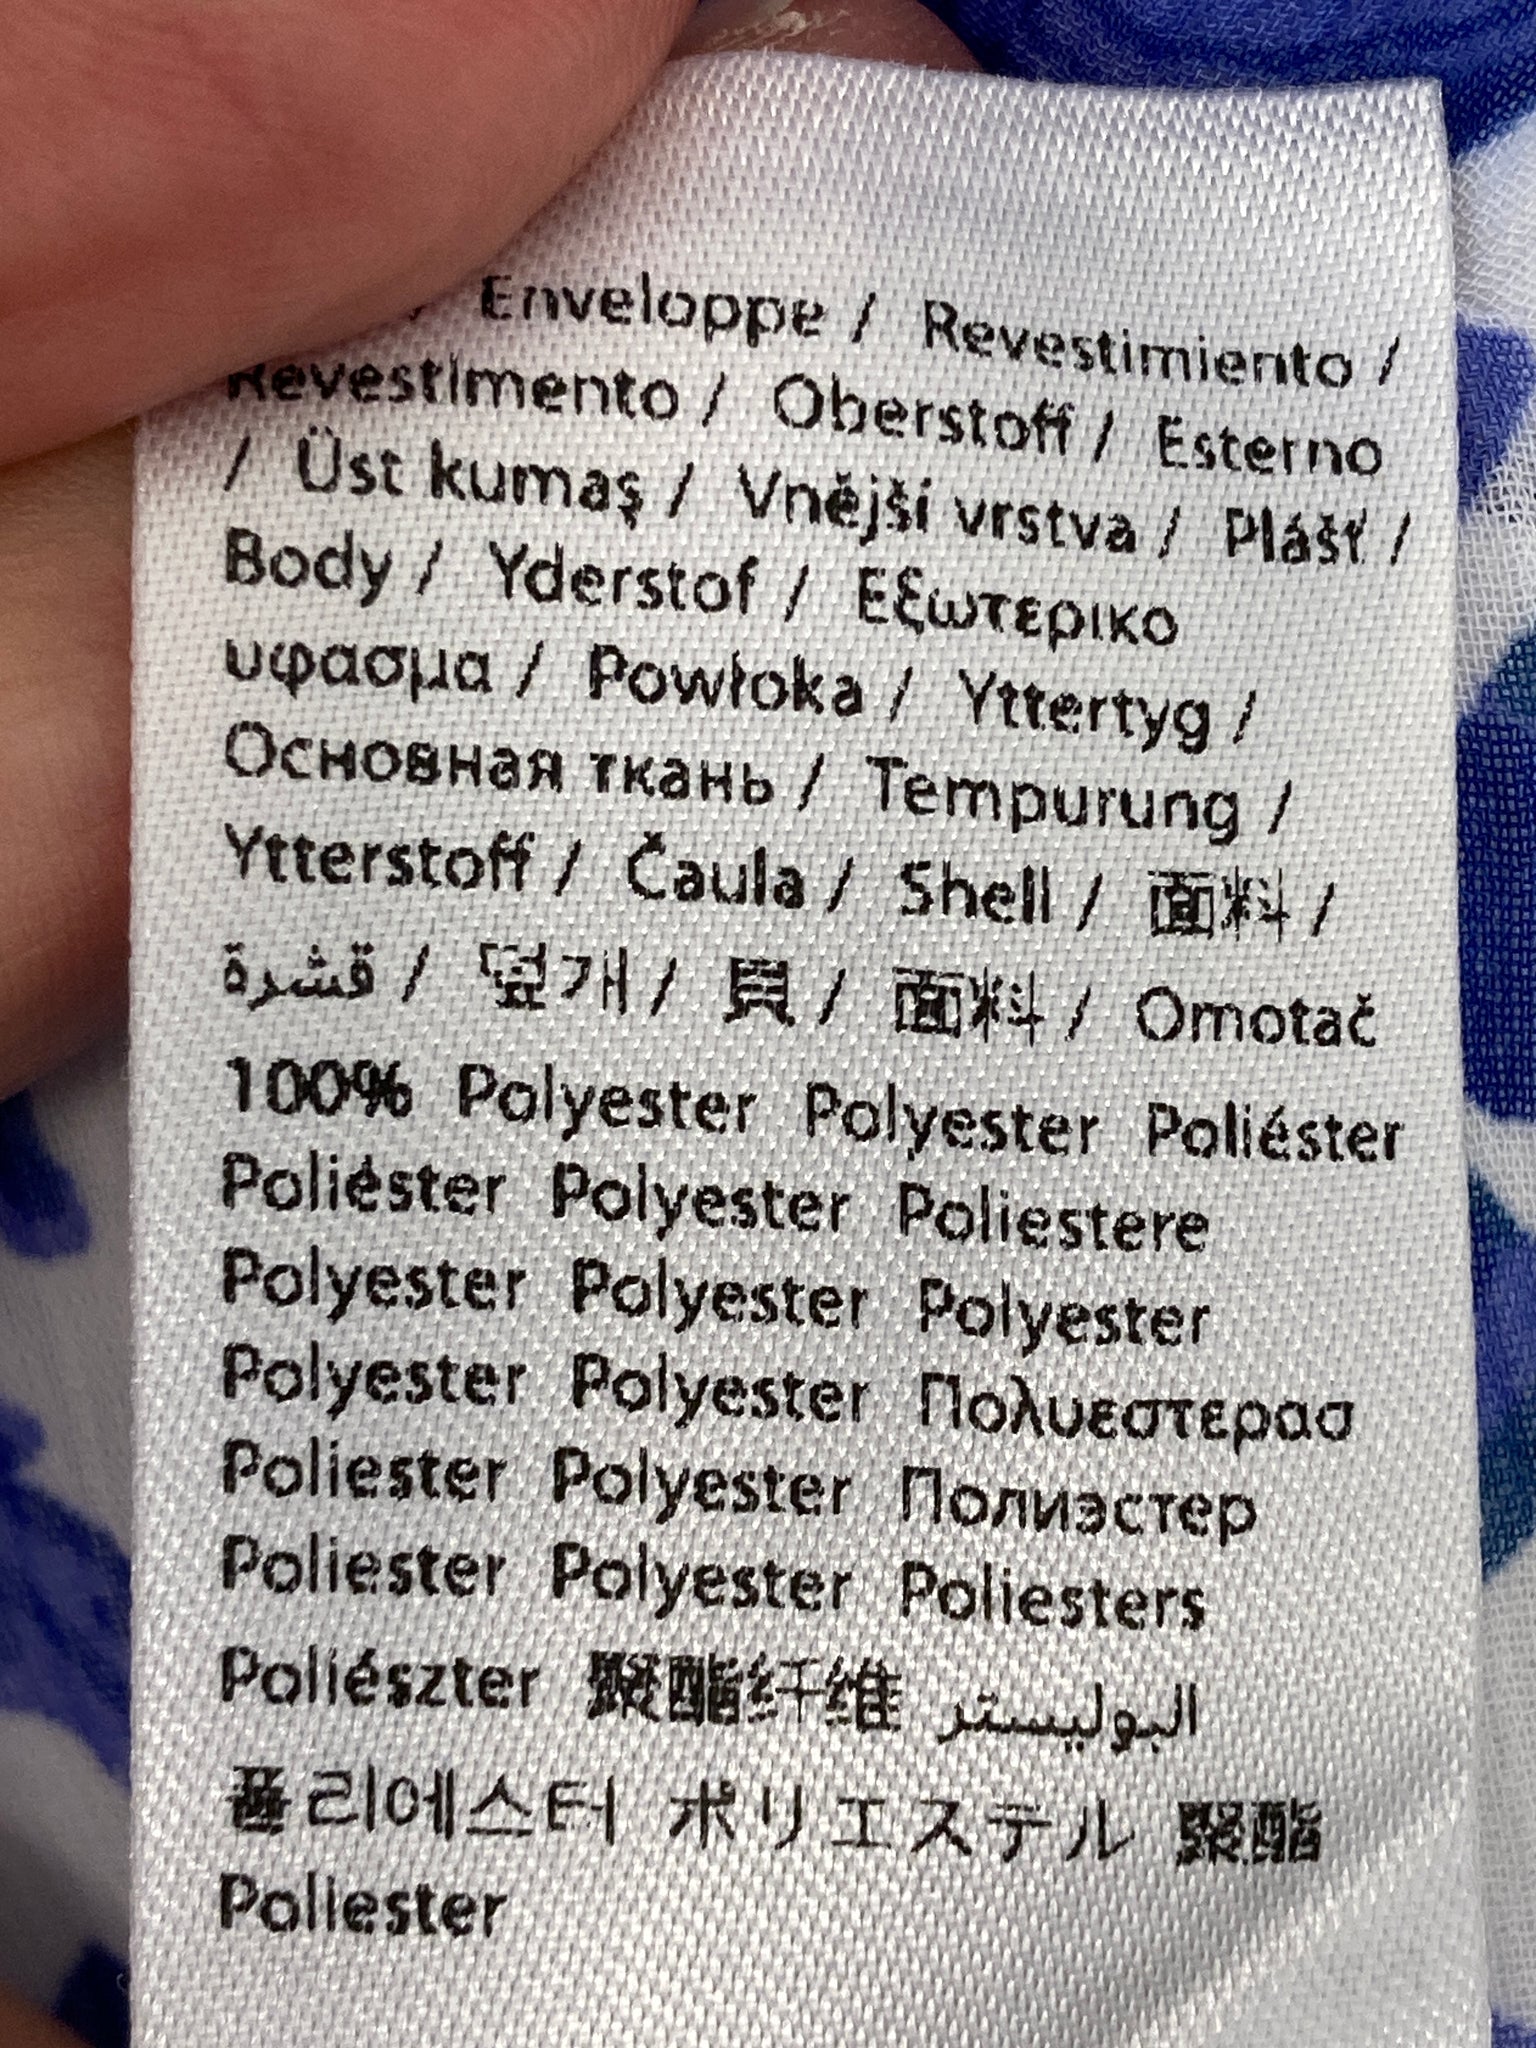 / Enveloppe / Revestimiento /
Revestimento / Oberstoff / Esterno
/ Üst kumaş / Vnější vrstva / Plášť /
Body / Yderstof / Εξωτερικο
υφασμα / Powłoka / Yttertyg /
Основная ткань / Tempurung /
Ytterstoff / Čaula / Shell / 面料 /
قشرة / 덮개 / 貝 / 面料 / Omotač
100% Polyester Polyester Poliéster
Poliéster Polyester Poliestere
Polyester Polyester Polyester
Polyester Polyester Πολυεστερασ
Poliester Polyester Полиэстер
Poliester Polyester Poliesters
Poliészter 聚酯纤维 البوليستر
폴리에스터 ポリエステル 聚酯
Poliester